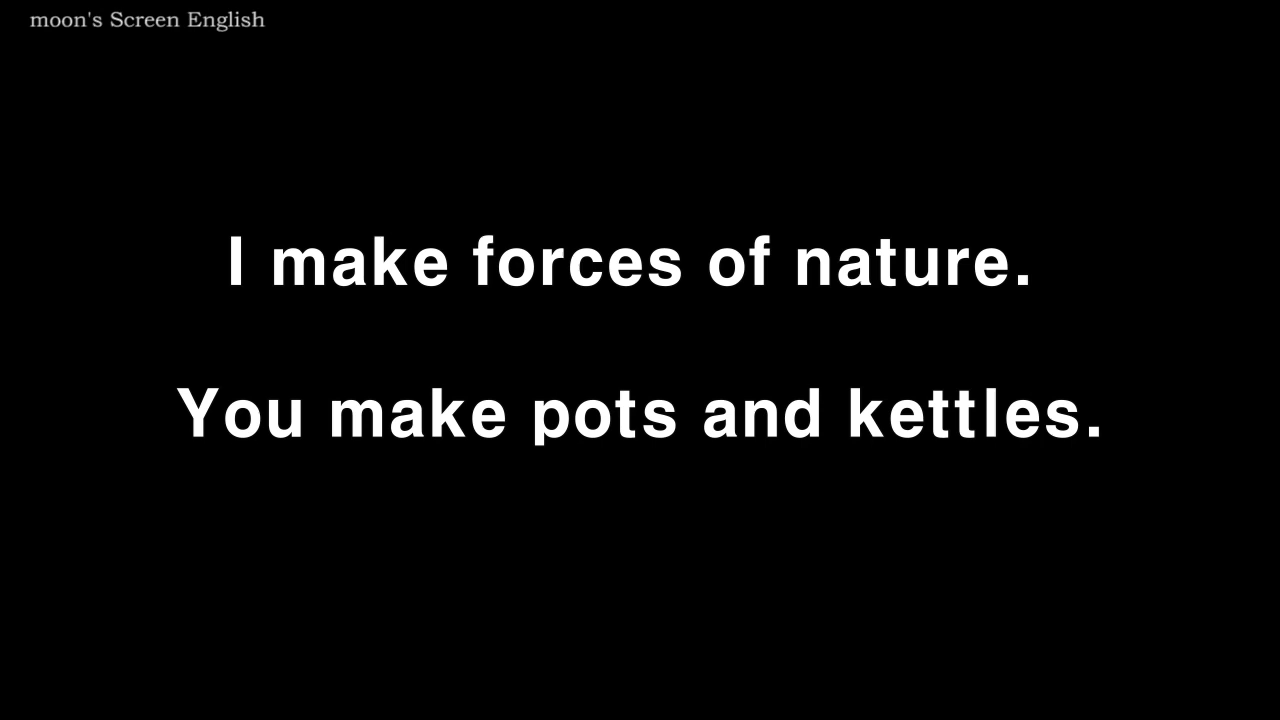 moon's Screen English
I make forces of nature.
You make pots and kettles.